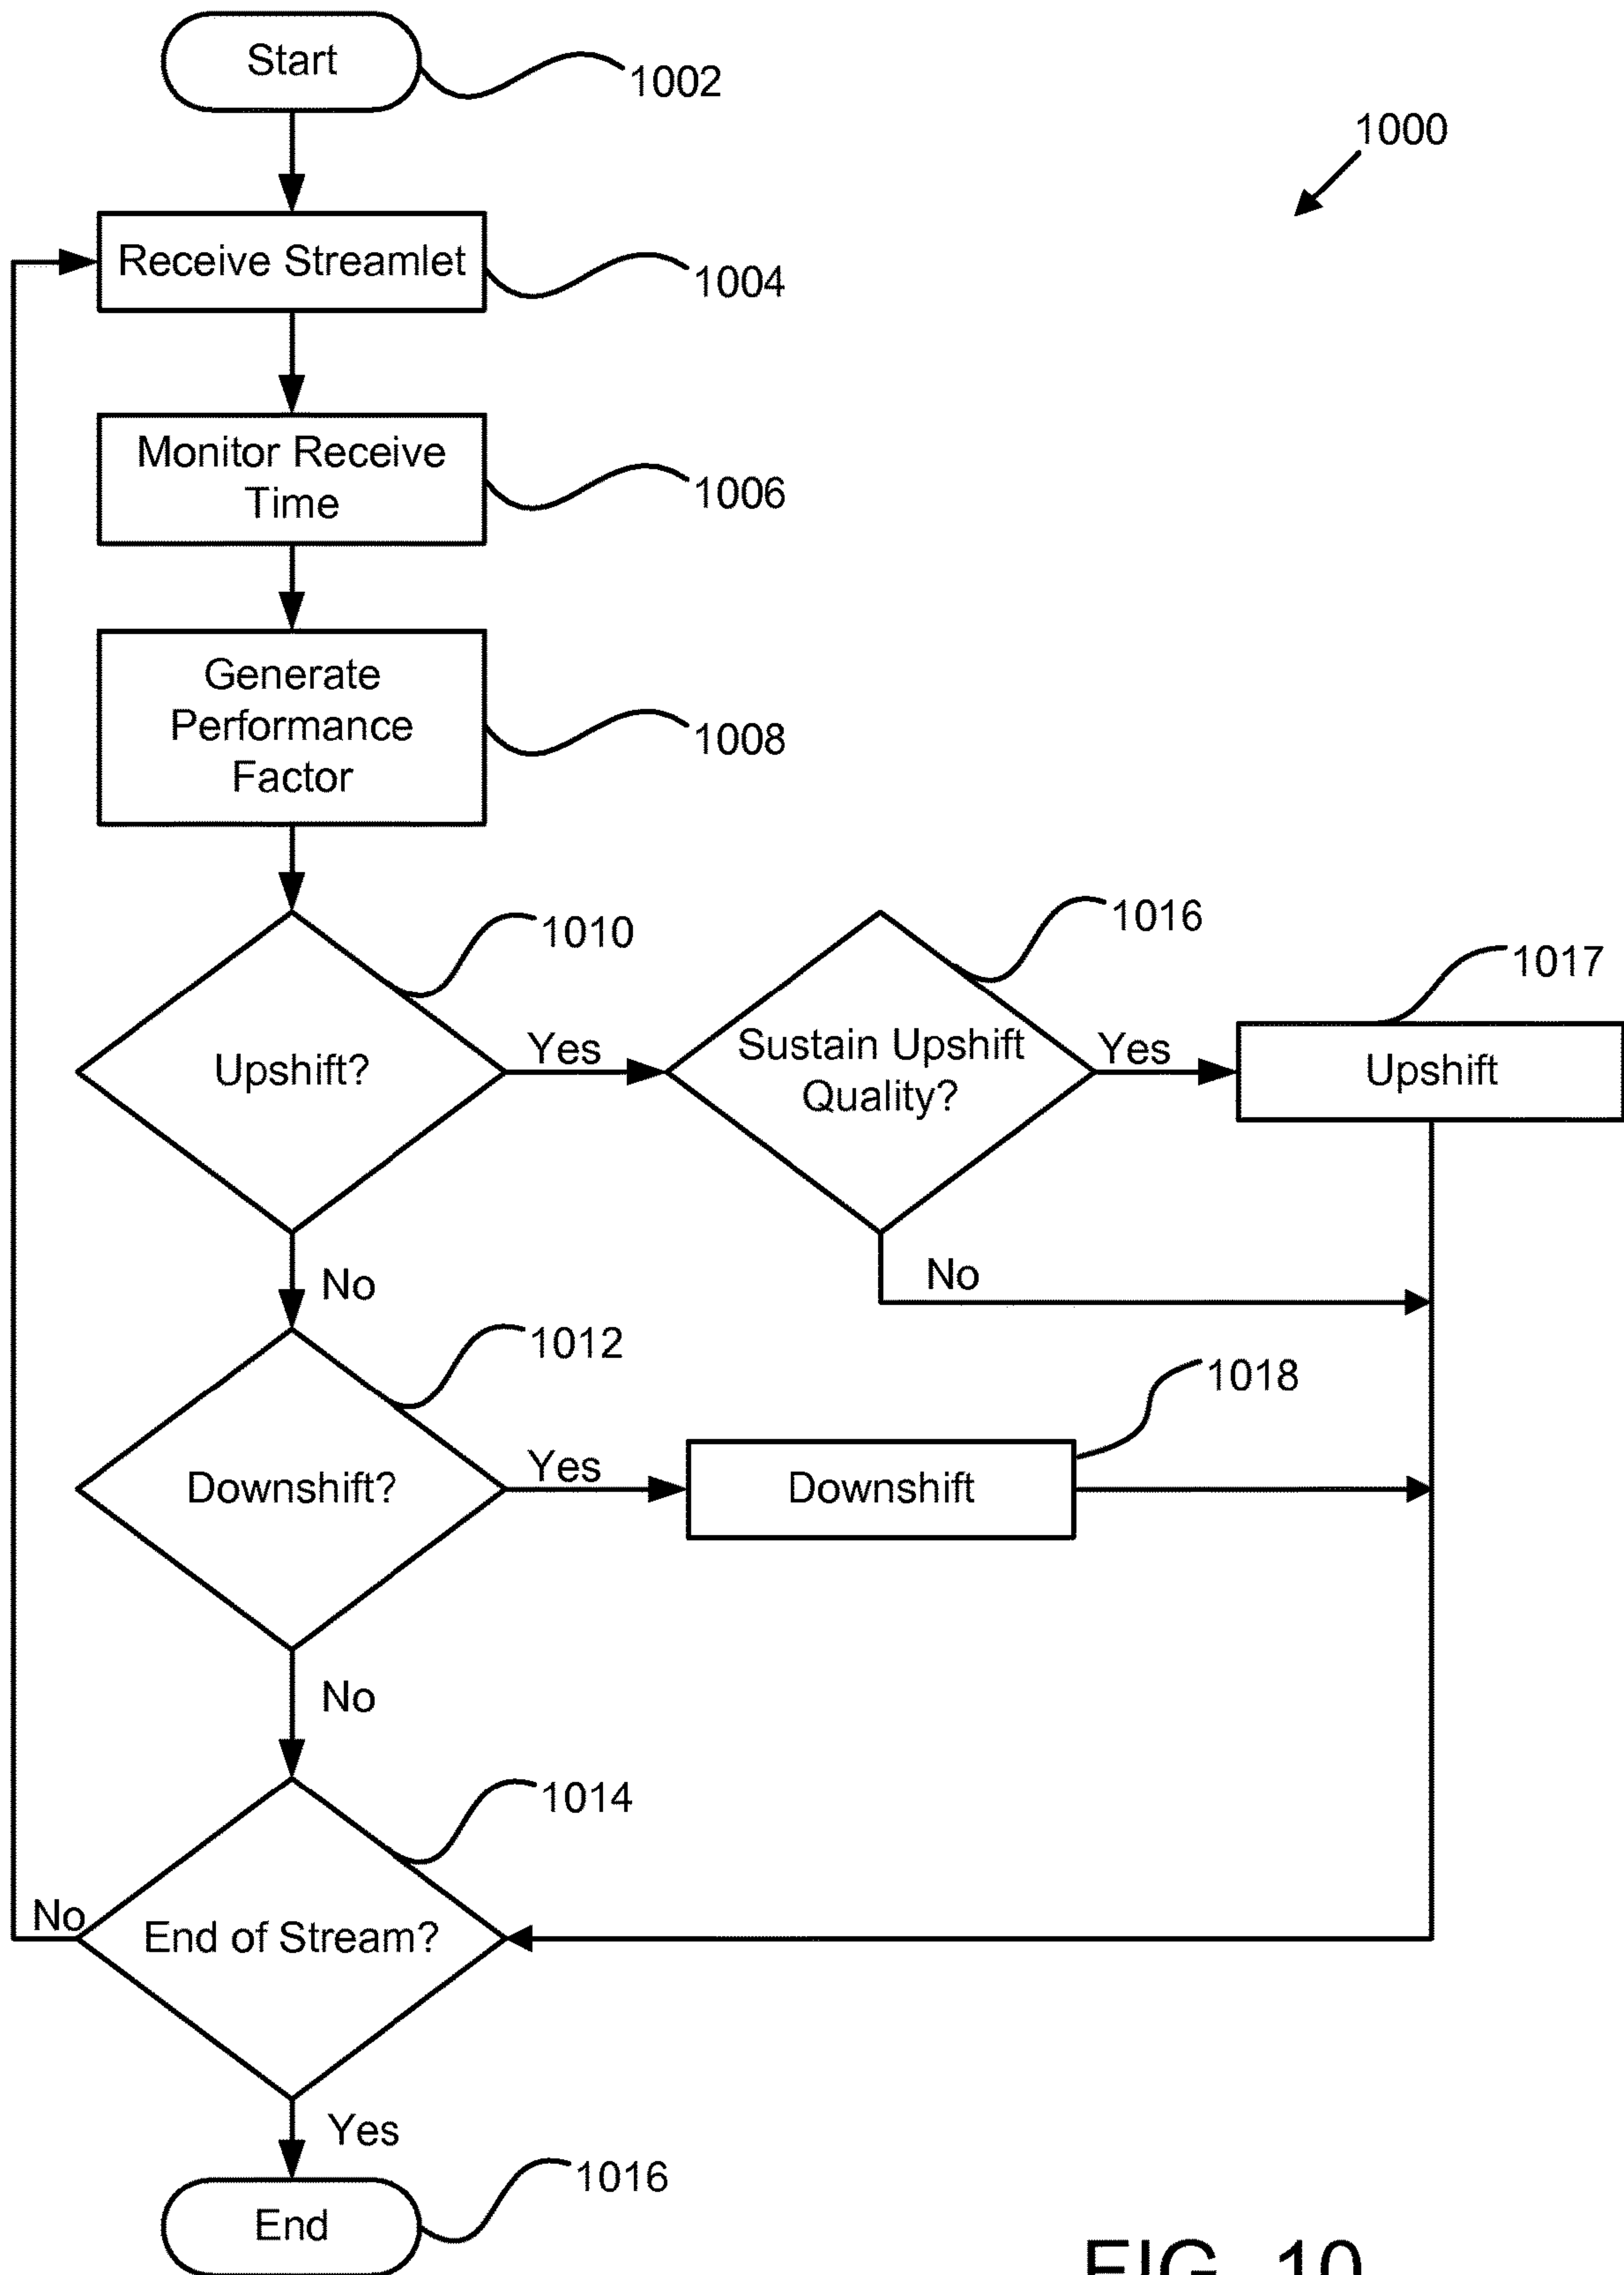 Start
1002
1000
Receive Streamlet
1004
Monitor Receive
Time
1006
Generate
Performance
Factor
1008
1010
1016
1017
Upshift?
Yes
Sustain Upshift
Quality?
Yes
Upshift
No
No
1012
1018
Downshift?
Yes
Downshift
No
1014
No
End of Stream?
Yes
1016
End
FIG. 10